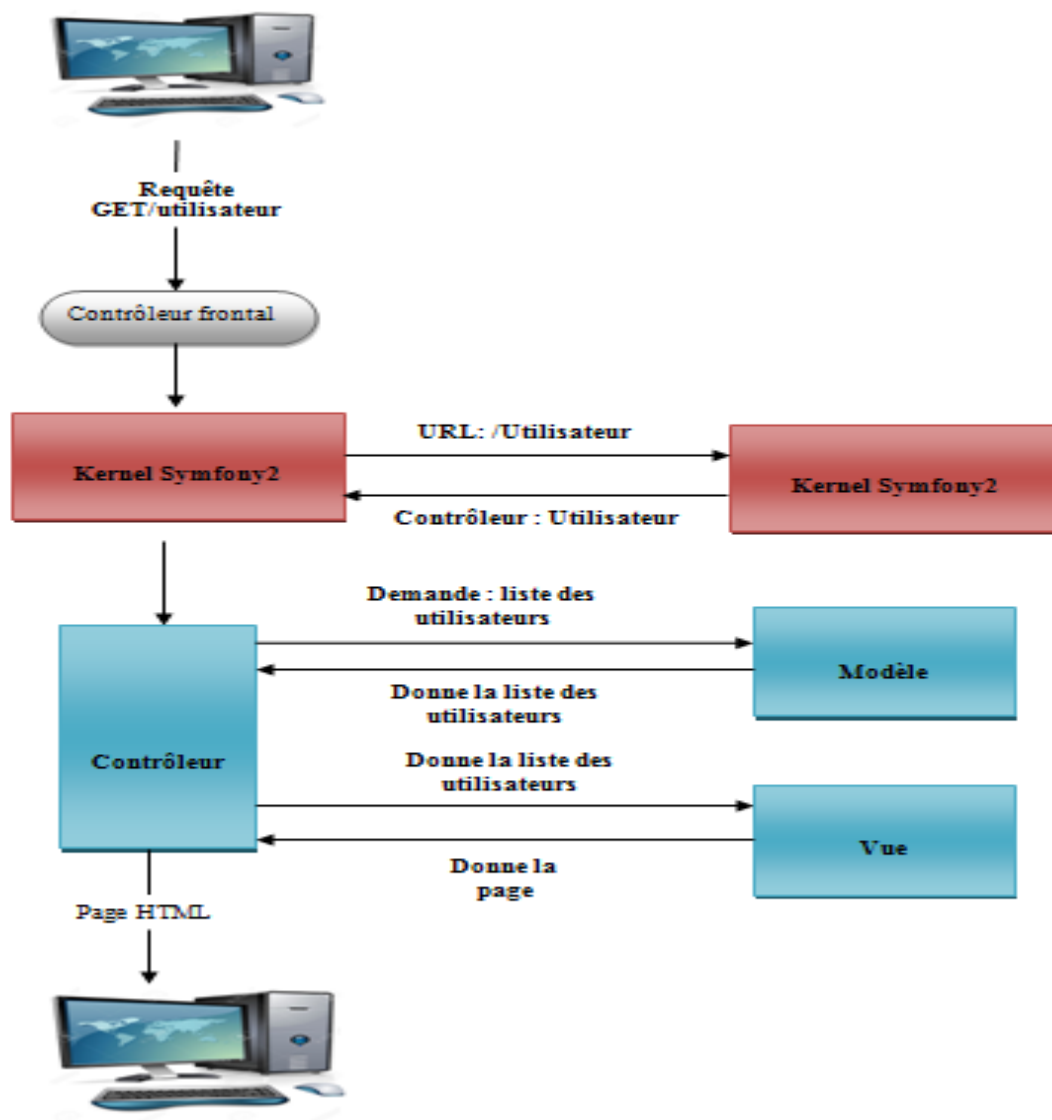 Requête
GET/utilisateur
Contrôleur frontal
Kernel Symfony2
URL: /Utilisateur
Kernel Symfony2
Contrôleur : Utilisateur
Demande : liste des
utilisateurs
Modèle
Donne la liste des
utilisateurs
Contrôleur
Donne la liste des
utilisateurs
Vue
Donne la
page
Page HTML